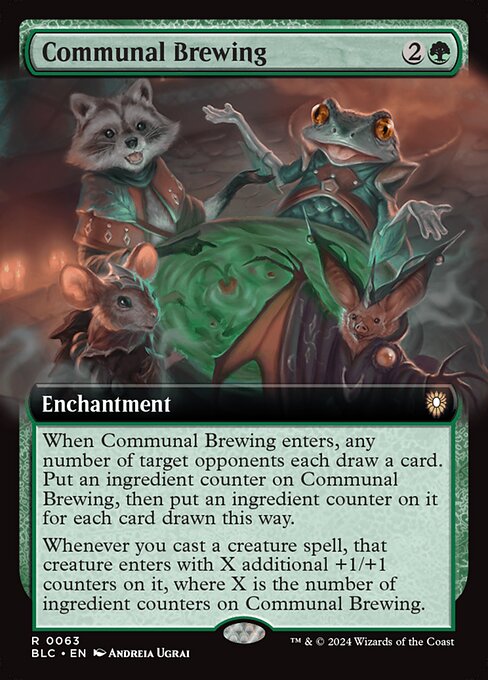 Communal Brewing 2
Enchantment
When Communal Brewing enters, any
number of target opponents each draw a card.
Put an ingredient counter on Communal
Brewing, then put an ingredient counter on it
for each card drawn this way.
Whenever you cast a creature spell, that
creature enters with X additional +1/+1
counters on it, where X is the number of
ingredient counters on Communal Brewing.
R 0063
BLC • EN Andreia Ugrai
™ & © 2024 Wizards of the Coast